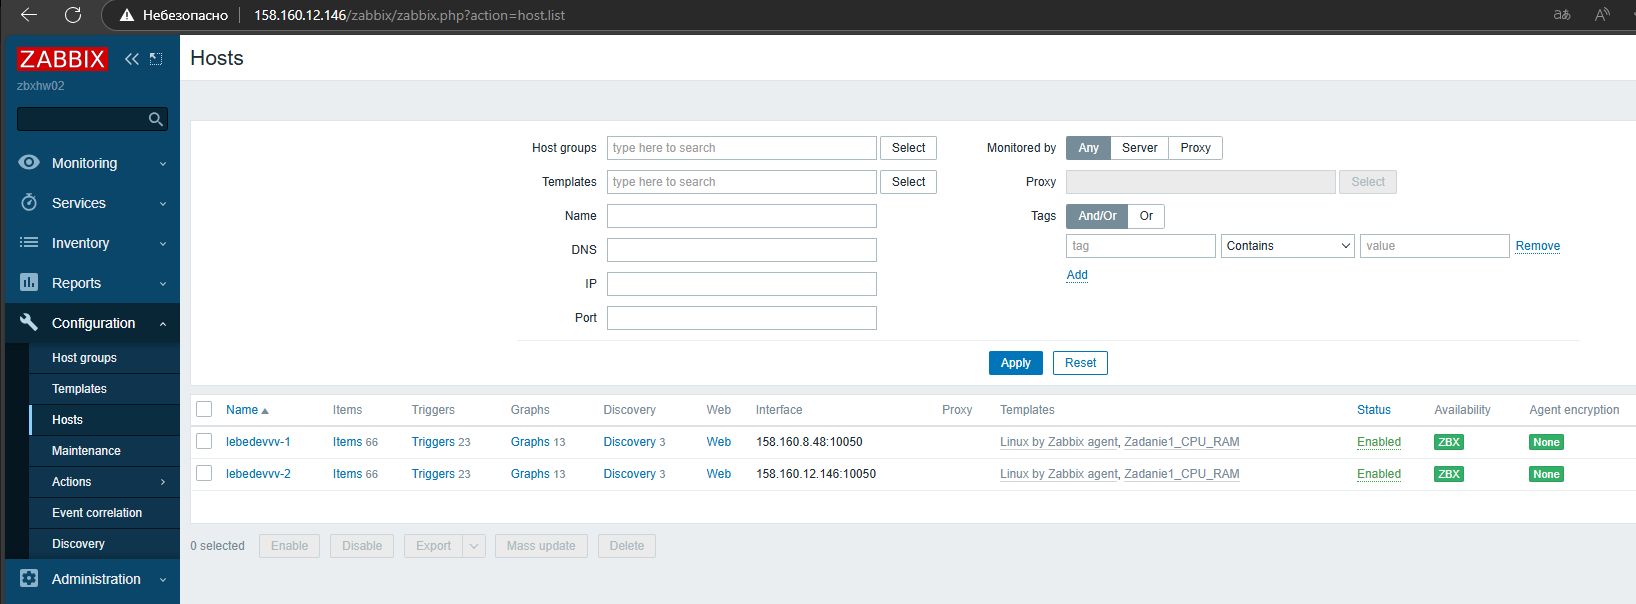 Небезопасно 158.160.12.146/zabbix/zabbix.php?action=host.list
ZABBIX
zbxhw02
Monitoring
Services
Inventory
Reports
Configuration
Host groups
Templates
Hosts
Maintenance
Actions
Event correlation
Discovery
Administration
Hosts
Host groups type here to search Select
Templates type here to search Select
Name
DNS
IP
Port
Monitored by Any Server Proxy
Proxy Select
Tags And/Or Or
tag Contains value Remove
Add
Apply Reset
Name Items Triggers Graphs Discovery Web Interface Proxy Templates Status Availability Agent encryption
lebedevvv-1 Items 66 Triggers 23 Graphs 13 Discovery 3 Web 158.160.8.48:10050 Linux by Zabbix agent, Zadanie1_CPU_RAM Enabled ZBX None
lebedevvv-2 Items 66 Triggers 23 Graphs 13 Discovery 3 Web 158.160.12.146:10050 Linux by Zabbix agent, Zadanie1_CPU_RAM Enabled ZBX None
0 selected Enable Disable Export Mass update Delete